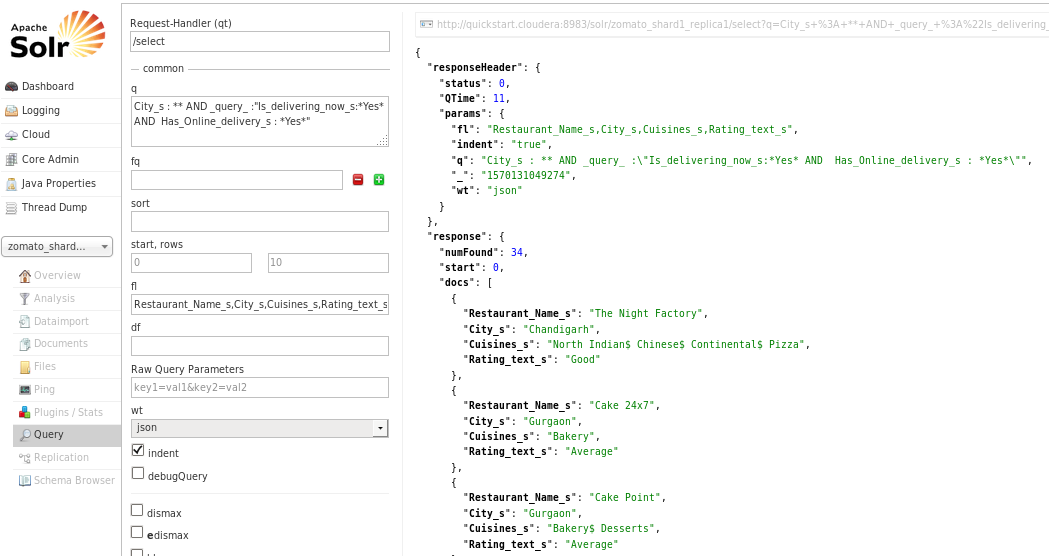 Apache
Solr
Dashboard
Logging
Cloud
Core Admin
Java Properties
Thread Dump
zomato_shard...
Overview
Analysis
Dataimport
Documents
Files
Ping
Plugins / Stats
Query
Replication
Schema Browser
Request-Handler (qt)
/select
common
q
City_s : ** AND _query_ :"Is_delivering_now_s:*Yes*
AND  Has_Online_delivery_s : *Yes*"
fq
sort
start, rows
0
10
fl
Restaurant_Name_s,City_s,Cuisines_s,Rating_text_s
df
Raw Query Parameters
key1=val1&key2=val2
wt
json
indent
debugQuery
dismax
edismax
http://quickstart.cloudera:8983/solr/zomato_shard1_replica1/select?q=City_s+%3A+**+AND+_query_+%3A%22Is_delivering_
{
"responseHeader": {
"status": 0,
"QTime": 11,
"params": {
"fl": "Restaurant_Name_s,City_s,Cuisines_s,Rating_text_s",
"indent": "true",
"q": "City_s : ** AND _query_ :\"Is_delivering_now_s:*Yes* AND  Has_Online_delivery_s : *Yes*\"",
"_": "1570131049274",
"wt": "json"
}
},
"response": {
"numFound": 34,
"start": 0,
"docs": [
{
"Restaurant_Name_s": "The Night Factory",
"City_s": "Chandigarh",
"Cuisines_s": "North Indian$ Chinese$ Continental$ Pizza",
"Rating_text_s": "Good"
},
{
"Restaurant_Name_s": "Cake 24x7",
"City_s": "Gurgaon",
"Cuisines_s": "Bakery",
"Rating_text_s": "Average"
},
{
"Restaurant_Name_s": "Cake Point",
"City_s": "Gurgaon",
"Cuisines_s": "Bakery$ Desserts",
"Rating_text_s": "Average"